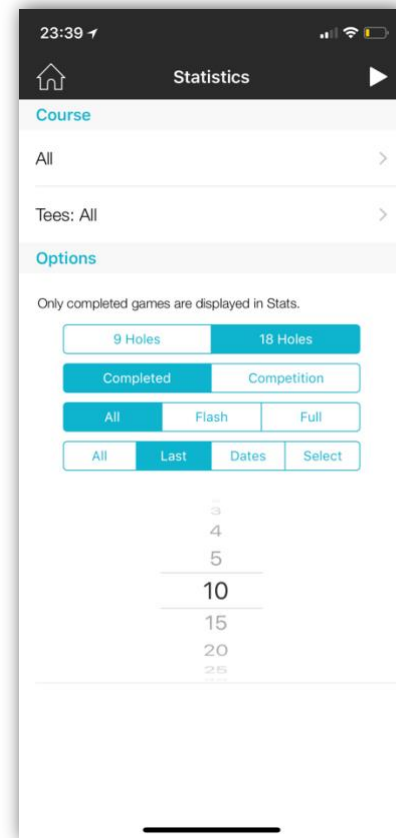 23:39
Statistics
Course
All
Tees: All
Options
Only completed games are displayed in Stats.
9 Holes 18 Holes
Completed Competition
All Flash Full
All Last Dates Select
3
4
5
10
15
20
25